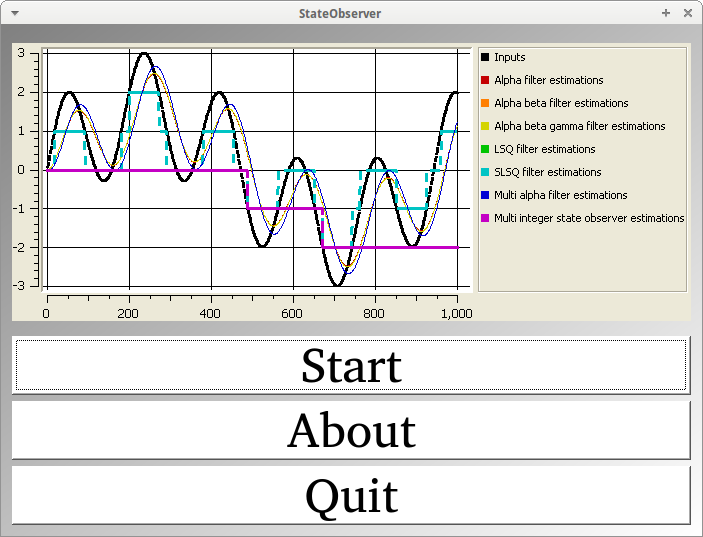 StateObserver
3
2
1
0
-1
-2
-3
0 200 400 600 800 1,000
Inputs
Alpha filter estimations
Alpha beta filter estimations
Alpha beta gamma filter estimations
LSQ filter estimations
SLSQ filter estimations
Multi alpha filter estimations
Multi integer state observer estimations
Start
About
Quit